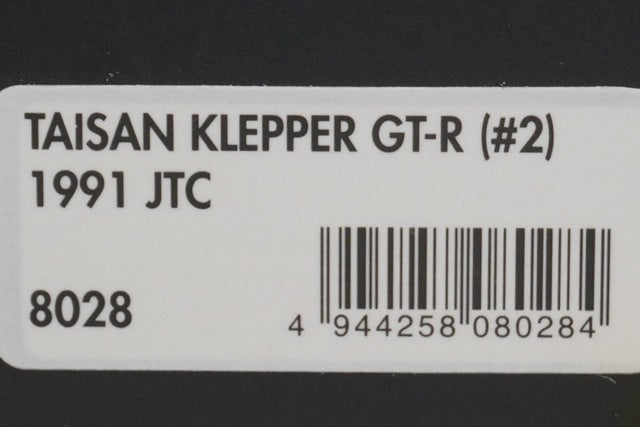 TAISAN KLEPPER GT-R (#2)
1991 JTC
8028
4 944258 080284